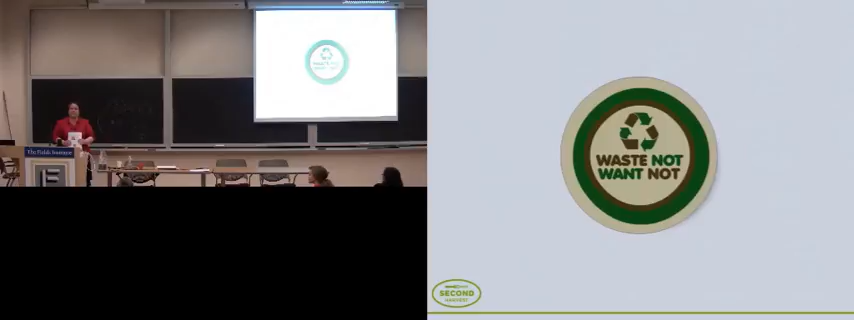 The Fields Institute
WASTE NOT
WANT NOT
SECOND
HARVEST